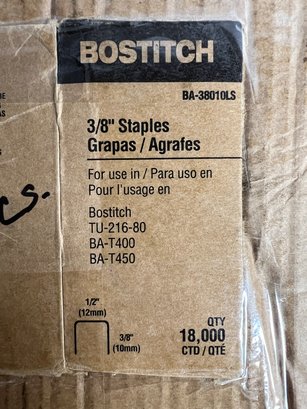 BOSTITCH
BA-38010LS
3/8" Staples
Grapas / Agrafes
For use in / Para uso en
Pour l'usage en
Bostitch
TU-216-80
BA-T400
BA-T450
1/2"
(12mm)
3/8"
(10mm)
QTY
18,000
CTD / QTÉ